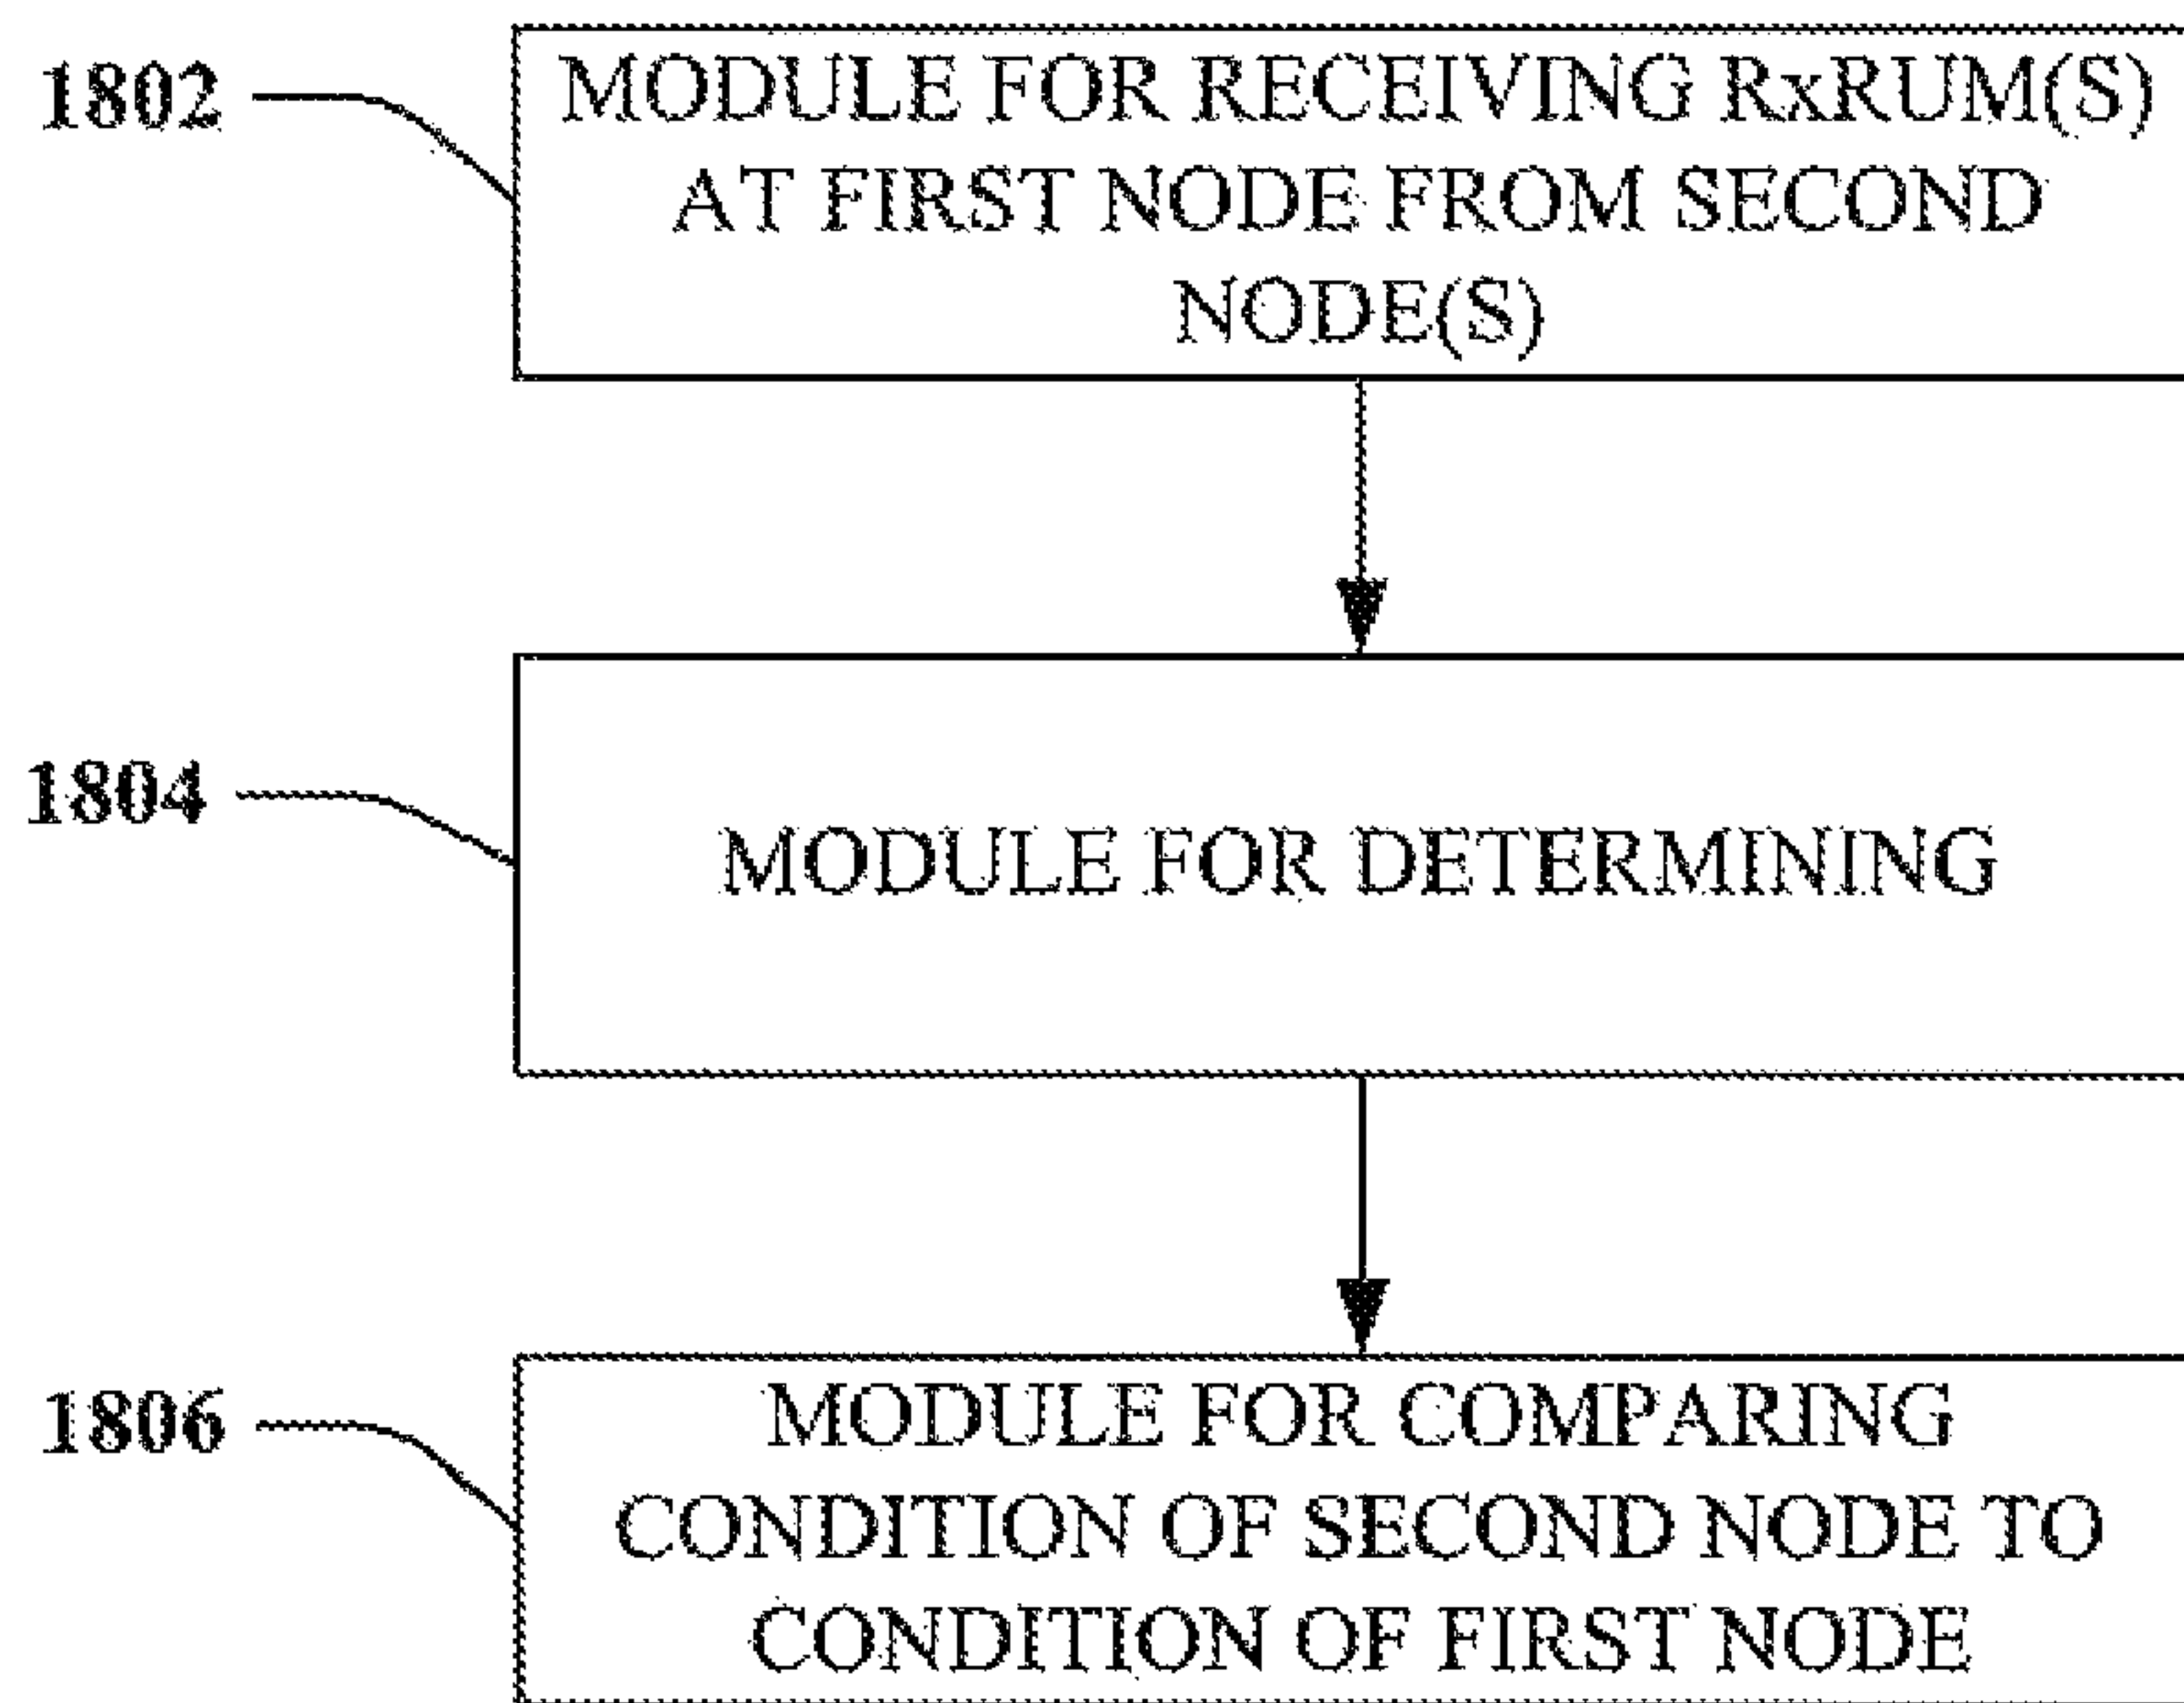 1802
MODULE FOR RECEIVING RxRUM(S)
AT FIRST NODE FROM SECOND
NODE(S)
1804
MODULE FOR DETERMINING
1806
MODULE FOR COMPARING
CONDITION OF SECOND NODE TO
CONDITION OF FIRST NODE